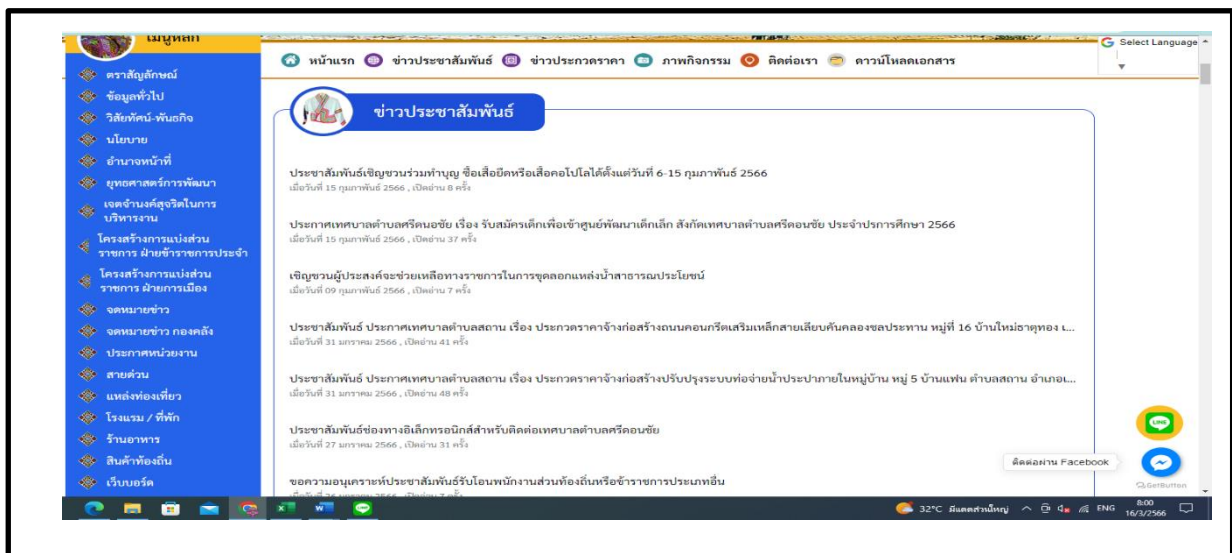 เมนูหลัก
ตราสัญลักษณ์
ข้อมูลทั่วไป
วิสัยทัศน์-พันธกิจ
นโยบาย
อำนาจหน้าที่
ยุทธศาสตร์การพัฒนา
เจตจำนงค์สุจริตในการ
บริหารงาน
โครงสร้างการแบ่งส่วน
ราชการ ฝ่ายข้าราชการประจำ
โครงสร้างการแบ่งส่วน
ราชการ ฝ่ายการเมือง
จดหมายข่าว
จดหมายข่าว กองคลัง
ประกาศหน่วยงาน
สายด่วน
แหล่งท่องเที่ยว
โรงแรม / ที่พัก
ร้านอาหาร
สินค้าท้องถิ่น
เว็บบอร์ด
หน้าแรก
ข่าวประชาสัมพันธ์
ข่าวประกวดราคา
ภาพกิจกรรม
ติดต่อเรา
ดาวน์โหลดเอกสาร
G Select Language
ข่าวประชาสัมพันธ์
ประชาสัมพันธ์เชิญชวนร่วมทำบุญ ซื้อเสื้อยืดหรือเสื้อคอโปโลได้ตั้งแต่วันที่ 6-15 กุมภาพันธ์ 2566
เมื่อวันที่ 15 กุมภาพันธ์ 2566 , เปิดอ่าน 8 ครั้ง
ประกาศเทศบาลตำบลศรีดนอชัย เรื่อง รับสมัครเด็กเพื่อเข้าศูนย์พัฒนาเด็กเล็ก สังกัดเทศบาลตำบลศรีดอนชัย ประจำปรการศึกษา 2566
เมื่อวันที่ 15 กุมภาพันธ์ 2566 , เปิดอ่าน 37 ครั้ง
เชิญชวนผู้ประสงค์จะช่วยเหลือทางราชการในการขุดลอกแหล่งน้ำสาธารณประโยชน์
เมื่อวันที่ 09 กุมภาพันธ์ 2566 , เปิดอ่าน 7 ครั้ง
ประชาสัมพันธ์ ประกาศเทศบาลตำบลสถาน เรื่อง ประกวดราคาจ้างก่อสร้างถนนคอนกรีตเสริมเหล็กสายเลียบคันคลองชลประทาน หมู่ที่ 16 บ้านใหม่ธาตุทอง เ...
เมื่อวันที่ 31 มกราคม 2566 , เปิดอ่าน 41 ครั้ง
ประชาสัมพันธ์ ประกาศเทศบาลตำบลสถาน เรื่อง ประกวดราคาจ้างก่อสร้างปรับปรุงระบบท่อจ่ายน้ำประปาภายในหมู่บ้าน หมู่ 5 บ้านแฟน ตำบลสถาน อำเภอเ...
เมื่อวันที่ 31 มกราคม 2566 , เปิดอ่าน 48 ครั้ง
ประชาสัมพันธ์ช่องทางอิเล็กทรอนิกส์สำหรับติดต่อเทศบาลตำบลศรีดอนชัย
เมื่อวันที่ 27 มกราคม 2566 , เปิดอ่าน 31 ครั้ง
ขอความอนุเคราะห์ประชาสัมพันธ์รับโอนพนักงานส่วนท้องถิ่นหรือข้าราชการประเภทอื่น
LINE
ติดต่อผ่าน Facebook
GetButton
32°C มีแดดส่วนใหญ่
ENG
8:00
16/3/2566